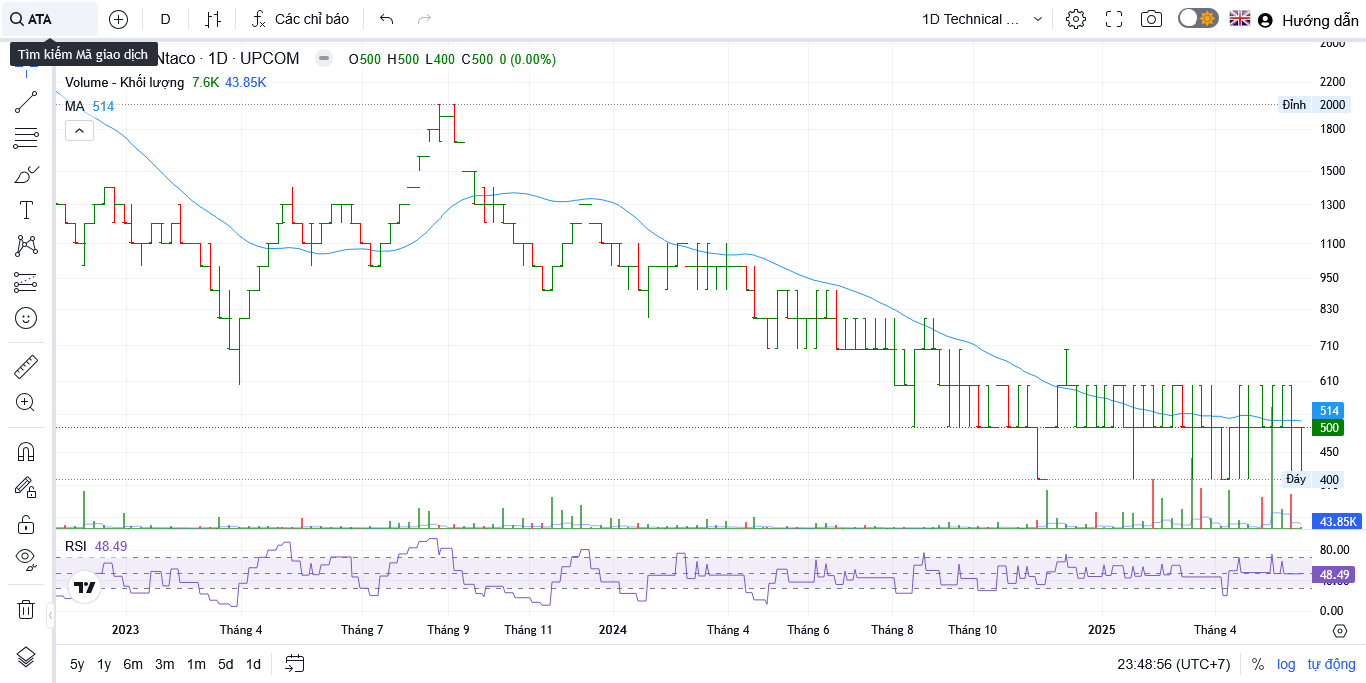 ATA
D
Các chỉ báo
1D Technical ...
Hướng dẫn
Tìm kiếm Mã giao dịch
Ntaco · 1D · UPCOM
O500 H500 L400 C500 0 (0.00%)
Volume - Khối lượng 7.6K 43.85K
MA 514
2600
2200
Đỉnh 2000
1800
1500
1300
1100
950
830
710
610
514
500
450
Đáy 400
43.85K
RSI 48.49
80.00
48.49
0.00
2023 Tháng 4 Tháng 7 Tháng 9 Tháng 11 2024 Tháng 4 Tháng 6 Tháng 8 Tháng 10 2025 Tháng 4
5y 1y 6m 3m 1m 5d 1d
23:48:56 (UTC+7) % log tự động